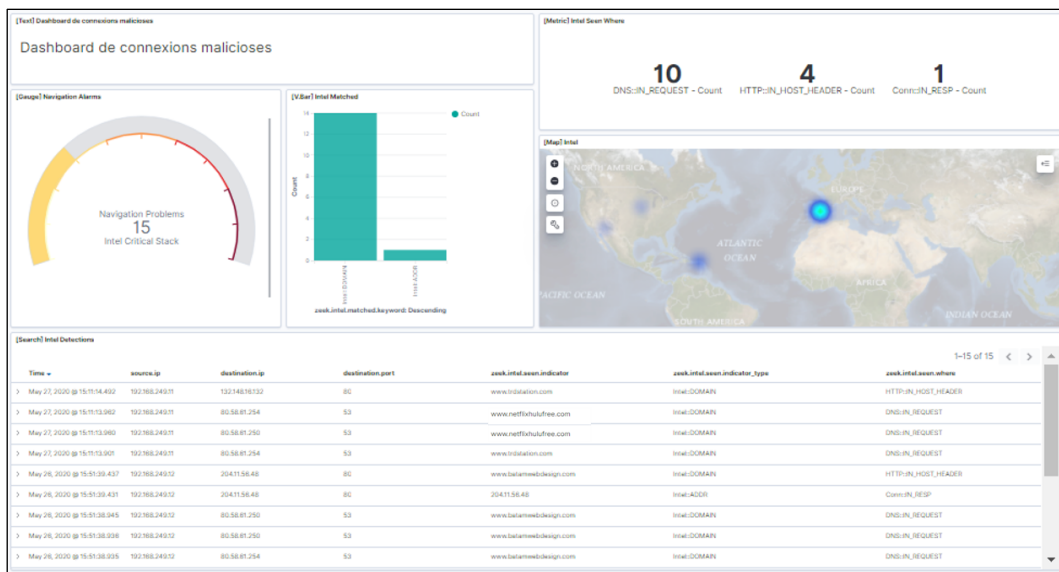 [Text] Dashboard de connexions malicioses
Dashboard de connexions malicioses
[Metric] Intel Seen Where
10
DNS::IN_REQUEST - Count
4
HTTP::IN_HOST_HEADER - Count
1
Conn::IN_RESP - Count
[Gauge] Navigation Alarms
Navigation Problems
15
Intel Critical Stack
[V.Bar] Intel Matched
Count
14
12
10
8
6
4
2
0
Count
Intel::DOMAIN
Intel::ADDR
zeek.intel.matched.keyword: Descending
[Map] Intel
NORTH AMERICA
EUROPE
ATLANTIC
OCEAN
AFRICA
PACIFIC OCEAN
INDIAN OCEAN
SOUTH AMERICA
[Search] Intel Detections
1–15 of 15
Time source.ip destination.ip destination.port zeek.intel.seen.indicator zeek.intel.seen.indicator_type zeek.intel.seen.where
May 27, 2020 @ 15:11:14.492 192.168.249.11 132.148.16.132 80 www.trdstation.com Intel::DOMAIN HTTP::IN_HOST_HEADER
May 27, 2020 @ 15:11:13.962 192.168.249.11 80.58.61.254 53 www.netflixhulufree.com Intel::DOMAIN DNS::IN_REQUEST
May 27, 2020 @ 15:11:13.960 192.168.249.11 80.58.61.250 53 www.netflixhulufree.com Intel::DOMAIN DNS::IN_REQUEST
May 27, 2020 @ 15:11:13.901 192.168.249.11 80.58.61.254 53 www.trdstation.com Intel::DOMAIN DNS::IN_REQUEST
May 26, 2020 @ 15:51:39.437 192.168.249.12 204.11.56.48 80 www.batamwebdesign.com Intel::DOMAIN HTTP::IN_HOST_HEADER
May 26, 2020 @ 15:51:39.431 192.168.249.12 204.11.56.48 80 204.11.56.48 Intel::ADDR Conn::IN_RESP
May 26, 2020 @ 15:51:38.945 192.168.249.12 80.58.61.250 53 www.batamwebdesign.com Intel::DOMAIN DNS::IN_REQUEST
May 26, 2020 @ 15:51:38.936 192.168.249.12 80.58.61.250 53 www.batamwebdesign.com Intel::DOMAIN DNS::IN_REQUEST
May 26, 2020 @ 15:51:38.935 192.168.249.12 80.58.61.254 53 www.batamwebdesign.com Intel::DOMAIN DNS::IN_REQUEST